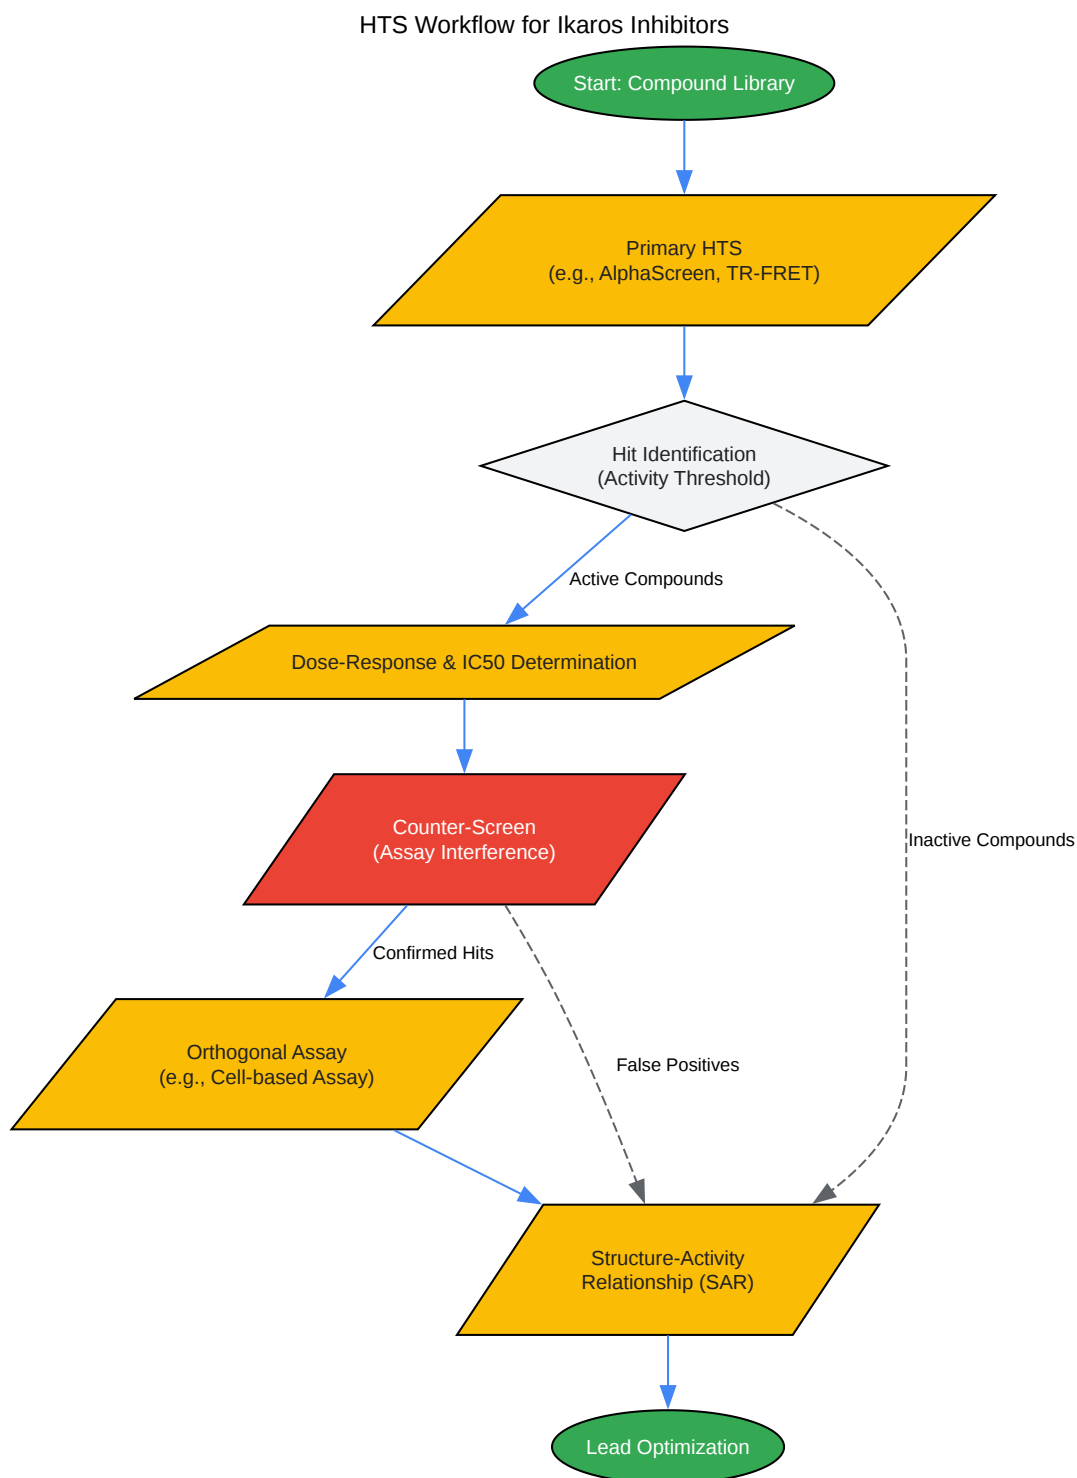 HTS Workflow for Ikaros Inhibitors
Start: Compound Library
Primary HTS
(e.g., AlphaScreen, TR-FRET)
Hit Identification
(Activity Threshold)
Active Compounds
Dose-Response & IC50 Determination
Counter-Screen
(Assay Interference)
Inactive Compounds
Confirmed Hits
Orthogonal Assay
(e.g., Cell-based Assay)
False Positives
Structure-Activity
Relationship (SAR)
Lead Optimization